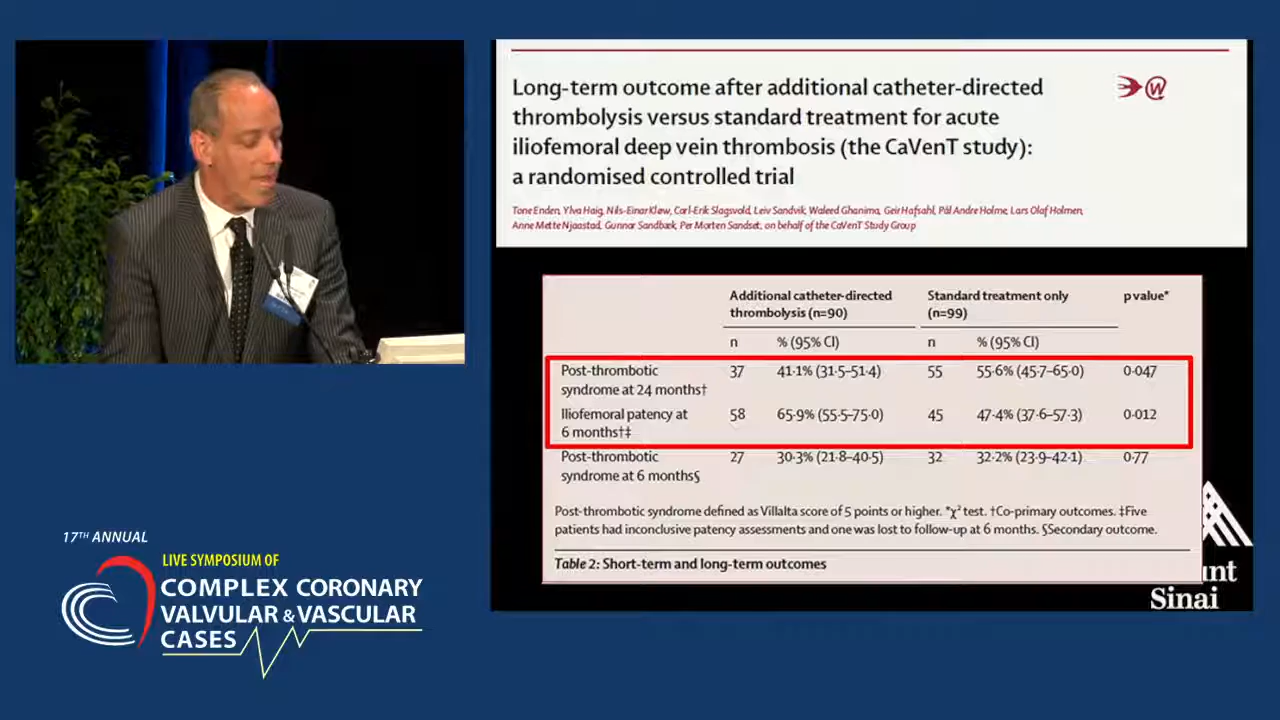 Long-term outcome after additional catheter-directed
thrombolysis versus standard treatment for acute
iliofemoral deep vein thrombosis (the CaVenT study):
a randomised controlled trial
Tone Enden, Ylva Haig, Nils-Einar Kløw, Carl-Erik Slagsvold, Leiv Sandvik, Waleed Ghanima, Geir Hafsahl, Pål Andre Holme, Lars Olaf Holmen,
Anne Mette Njaastad, Gunnar Sandbæk, Per Morten Sandset, on behalf of the CaVenT Study Group
Additional catheter-directed thrombolysis (n=90) Standard treatment only (n=99) p value*
n % (95% CI) n % (95% CI)
Post-thrombotic syndrome at 24 months† 37 41·1% (31·5–51·4) 55 55·6% (45·7–65·0) 0·047
Iliofemoral patency at 6 months†‡ 58 65·9% (55·5–75·0) 45 47·4% (37·6–57·3) 0·012
Post-thrombotic syndrome at 6 months§ 27 30·3% (21·8–40·5) 32 32·2% (23·9–42·1) 0·77
Post-thrombotic syndrome defined as Villalta score of 5 points or higher. *χ² test. †Co-primary outcomes. ‡Five
patients had inconclusive patency assessments and one was lost to follow-up at 6 months. §Secondary outcome.
Table 2: Short-term and long-term outcomes
unt
Sinai
17TH ANNUAL
LIVE SYMPOSIUM OF
COMPLEX CORONARY
VALVULAR & VASCULAR
CASES